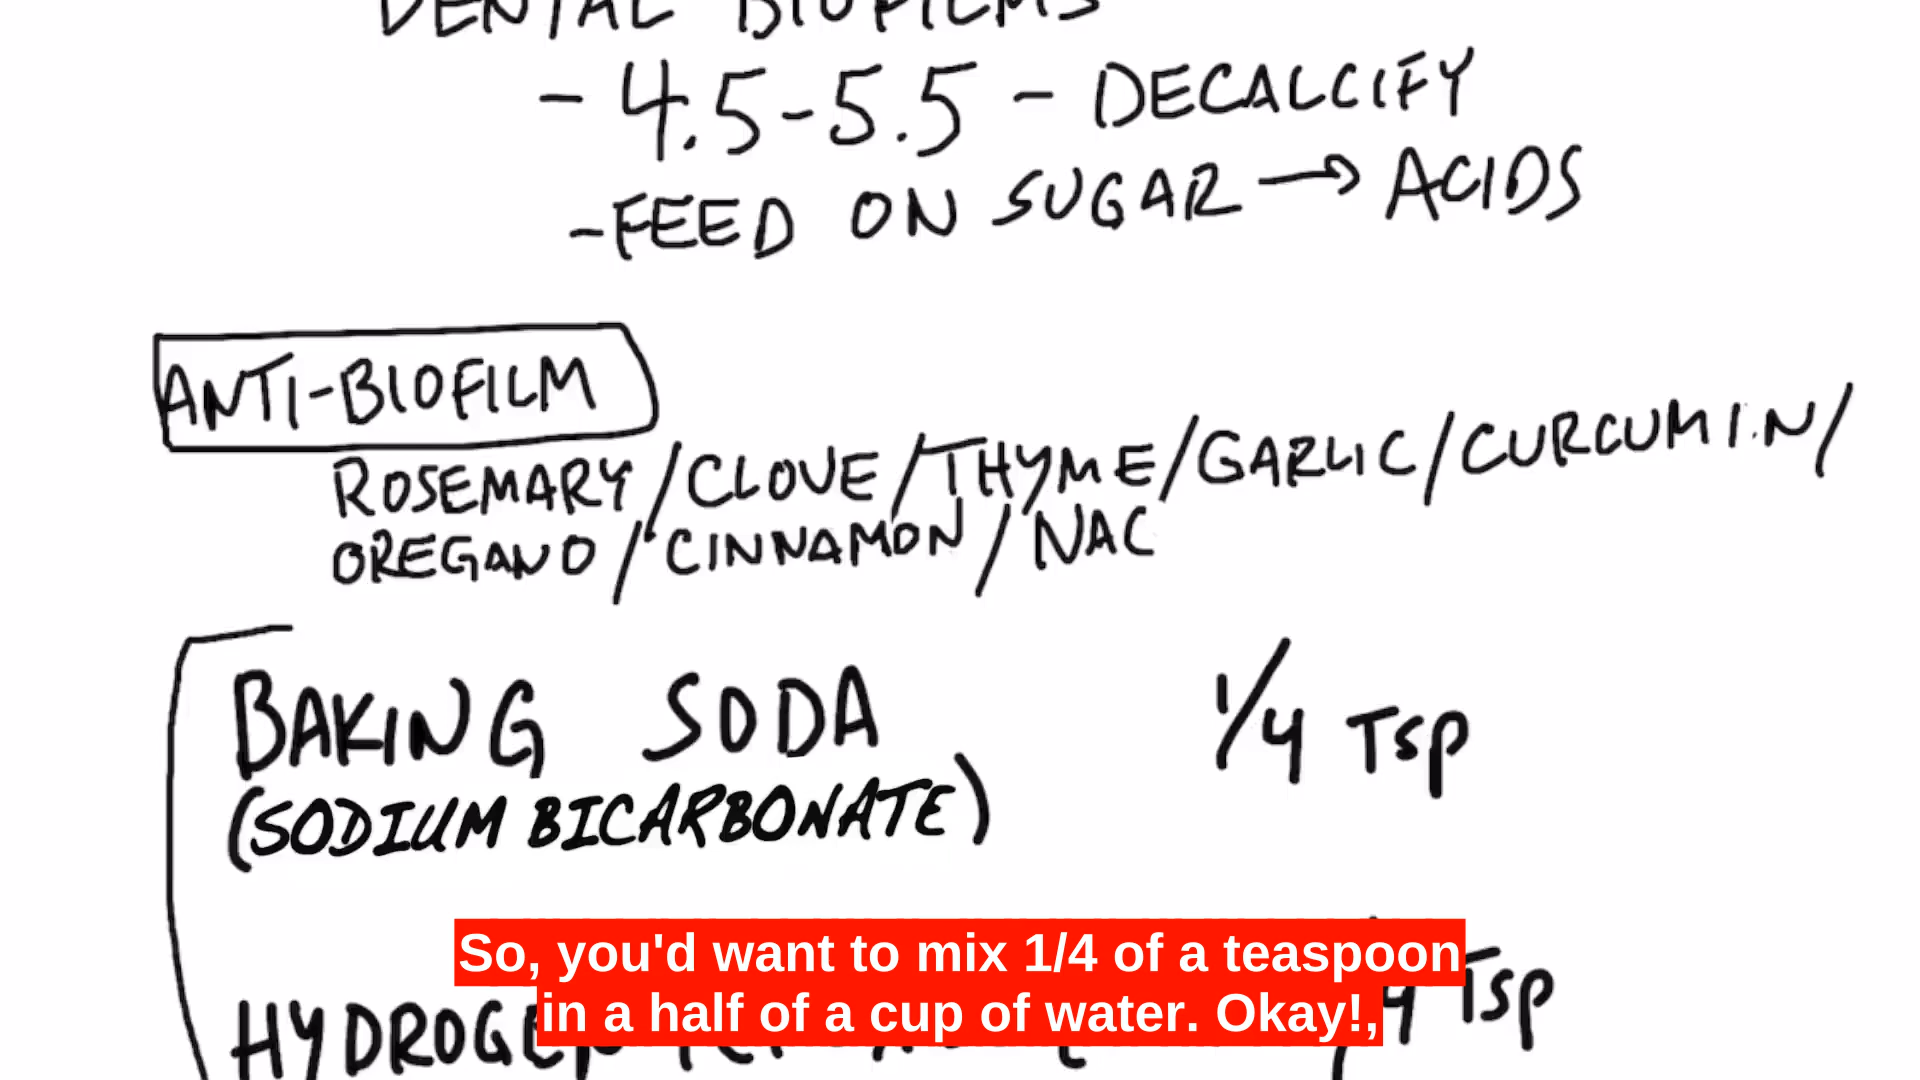 DENTAL BIOFILMS
- 4.5-5.5 - DECALCIFY
- FEED ON SUGAR → ACIDS
ANTI-BIOFILM
ROSEMARY/CLOVE/THYME/GARLIC/CURCUMIN/
OREGANO/CINNAMON/NAC
BAKING SODA 1/4 TSP
(SODIUM BICARBONATE)
So, you'd want to mix 1/4 of a teaspoon
in a half of a cup of water. Okay!,
TSP